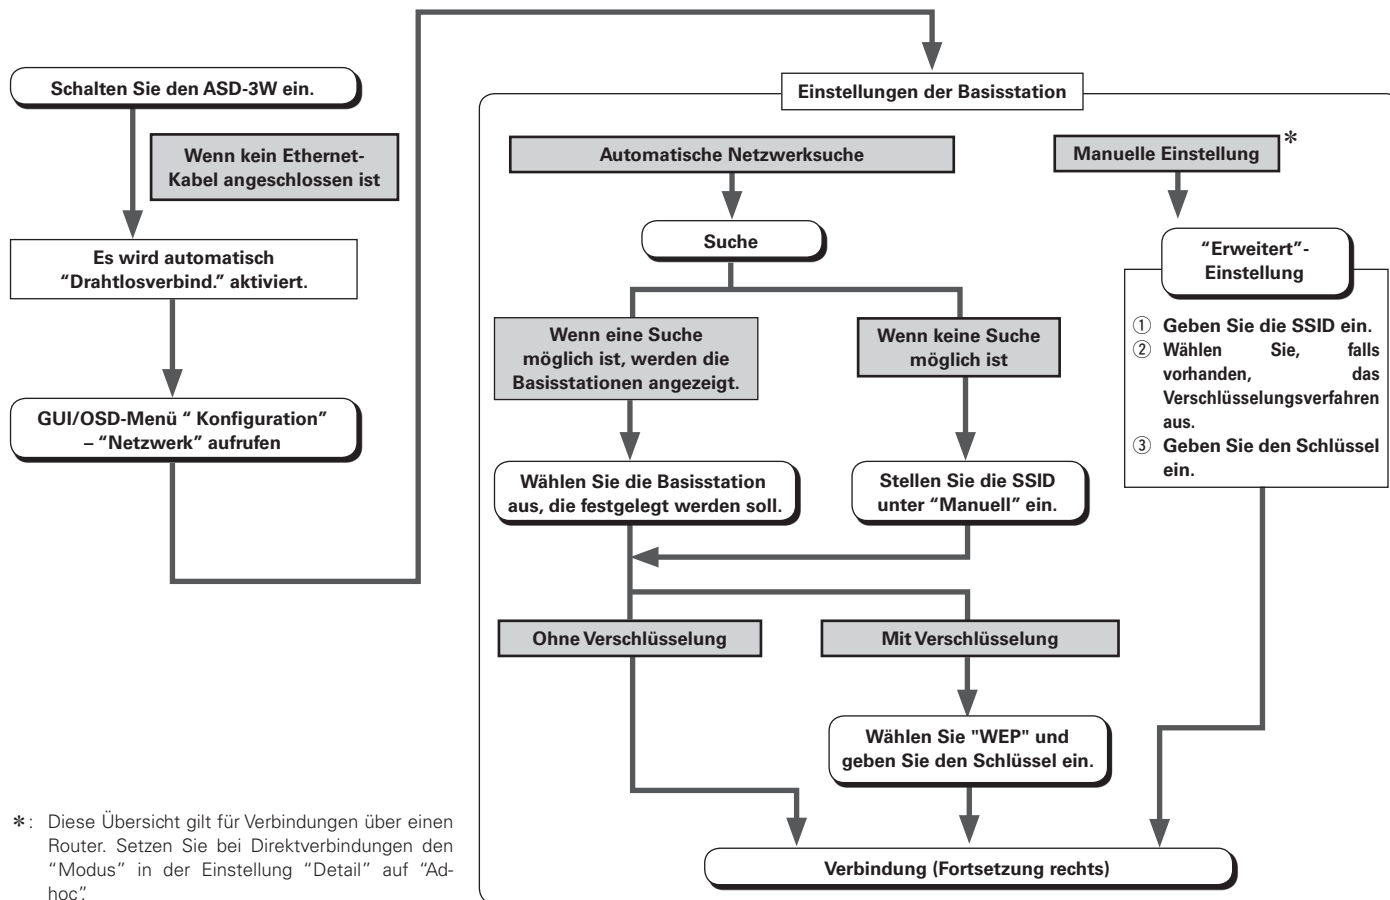 Schalten Sie den ASD-3W ein.
Wenn kein Ethernet-
Kabel angeschlossen ist
Es wird automatisch
“Drahtlosverbind.” aktiviert.
GUI/OSD-Menü “ Konfiguration”
– “Netzwerk” aufrufen
Einstellungen der Basisstation
Automatische Netzwerksuche
Suche
Wenn eine Suche
möglich ist, werden die
Basisstationen angezeigt.
Wenn keine Suche
möglich ist
Wählen Sie die Basisstation
aus, die festgelegt werden soll.
Stellen Sie die SSID
unter “Manuell” ein.
Ohne Verschlüsselung
Mit Verschlüsselung
Wählen Sie "WEP" und
geben Sie den Schlüssel ein.
Manuelle Einstellung *
“Erweitert”-
Einstellung
① Geben Sie die SSID ein.
② Wählen Sie, falls
vorhanden, das
Verschlüsselungsverfahren
aus.
③ Geben Sie den Schlüssel
ein.
Verbindung (Fortsetzung rechts)
*: Diese Übersicht gilt für Verbindungen über einen
Router. Setzen Sie bei Direktverbindungen den
“Modus” in der Einstellung “Detail” auf “Ad-
hoc”.